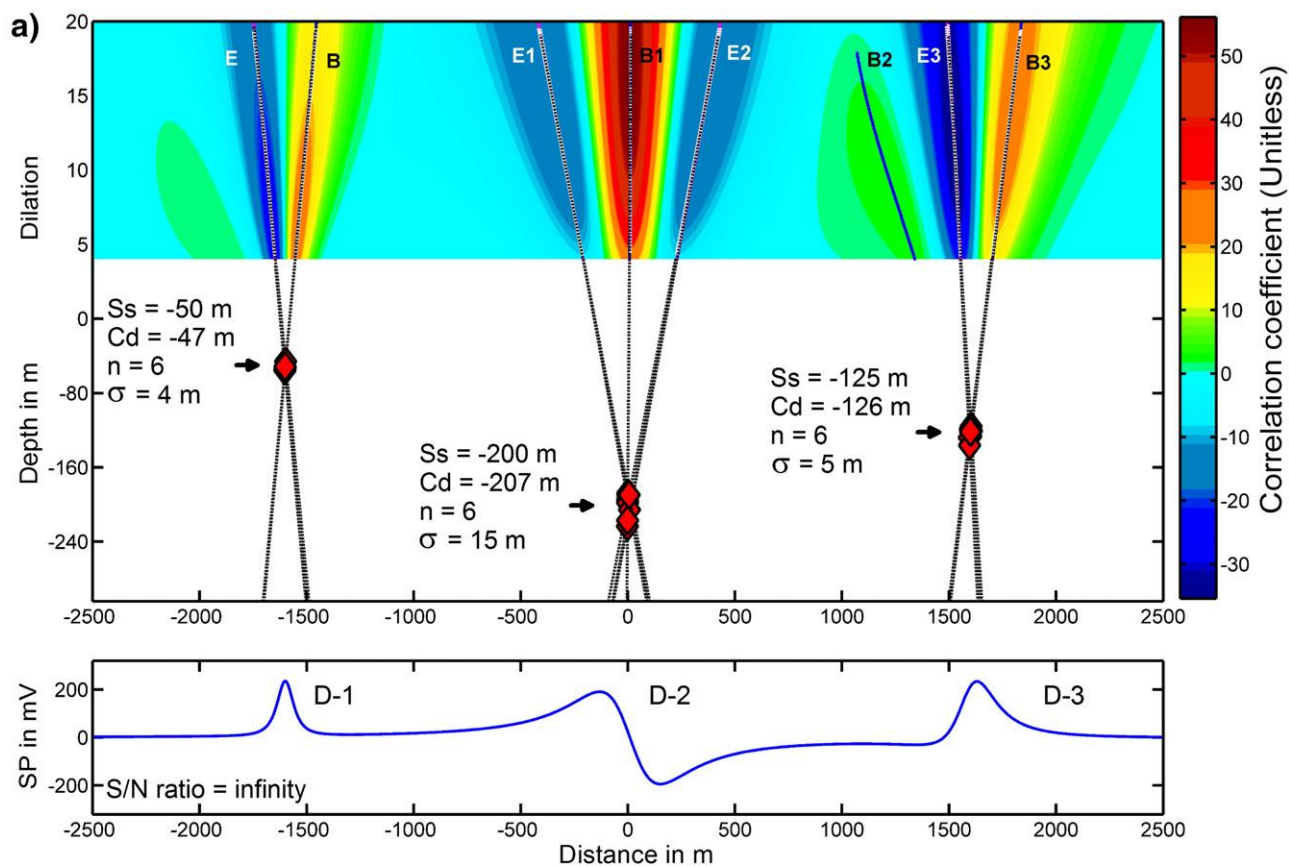 a)
20
15
10
5
0
-80
-160
-240
Dilation
Depth in m
E
B
E1
B1
E2
B2
E3
B3
Ss = -50 m
Cd = -47 m
n = 6
σ = 4 m
Ss = -200 m
Cd = -207 m
n = 6
σ = 15 m
Ss = -125 m
Cd = -126 m
n = 6
σ = 5 m
-2500 -2000 -1500 -1000 -500 0 500 1000 1500 2000 2500
50
40
30
20
10
0
-10
-20
-30
Correlation coefficient (Unitless)
200
0
-200
SP in mV
D-1 D-2 D-3
S/N ratio = infinity
-2500 -2000 -1500 -1000 -500 0 500 1000 1500 2000 2500
Distance in m